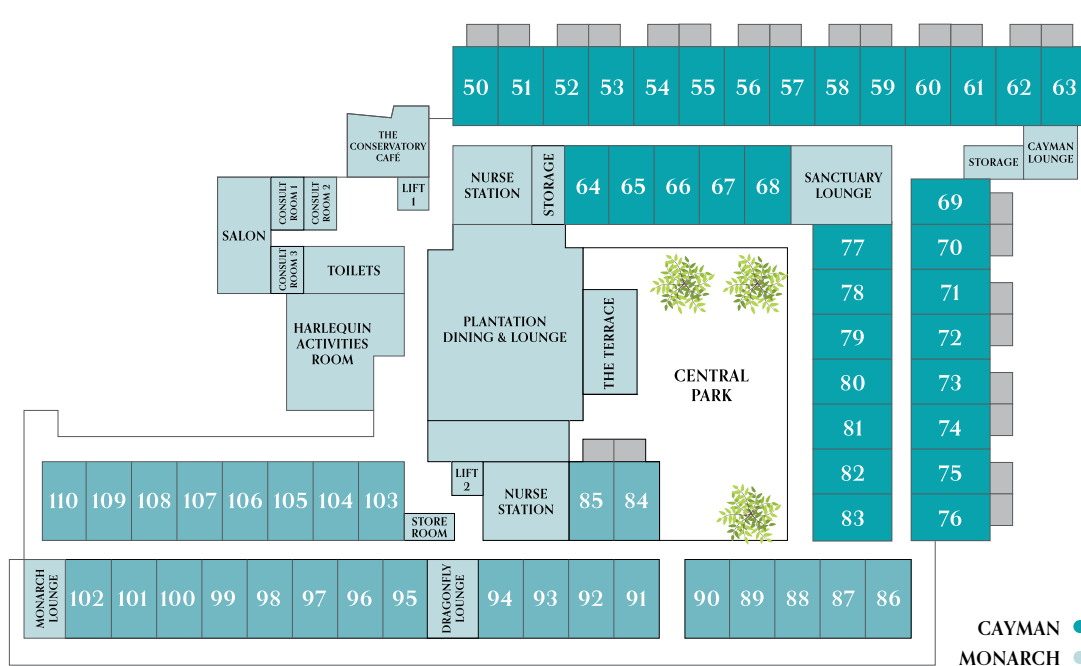 50 51 52 53 54 55 56 57 58 59 60 61 62 63
THE
CONSERVATORY
CAFÉ
LIFT
1
NURSE
STATION
STORAGE
64 65 66 67 68
SANCTUARY
LOUNGE
STORAGE
CAYMAN
LOUNGE
SALON
CONSULT
ROOM 1
CONSULT
ROOM 2
CONSULT
ROOM 3
TOILETS
HARLEQUIN
ACTIVITIES
ROOM
PLANTATION
DINING & LOUNGE
THE TERRACE
CENTRAL
PARK
77
78
79
80
81
82
83
69
70
71
72
73
74
75
76
110 109 108 107 106 105 104 103
STORE
ROOM
LIFT
2
NURSE
STATION
85 84
MONARCH
LOUNGE
102 101 100 99 98 97 96 95
DRAGONFLY
LOUNGE
94 93 92 91
90 89 88 87 86
CAYMAN
MONARCH